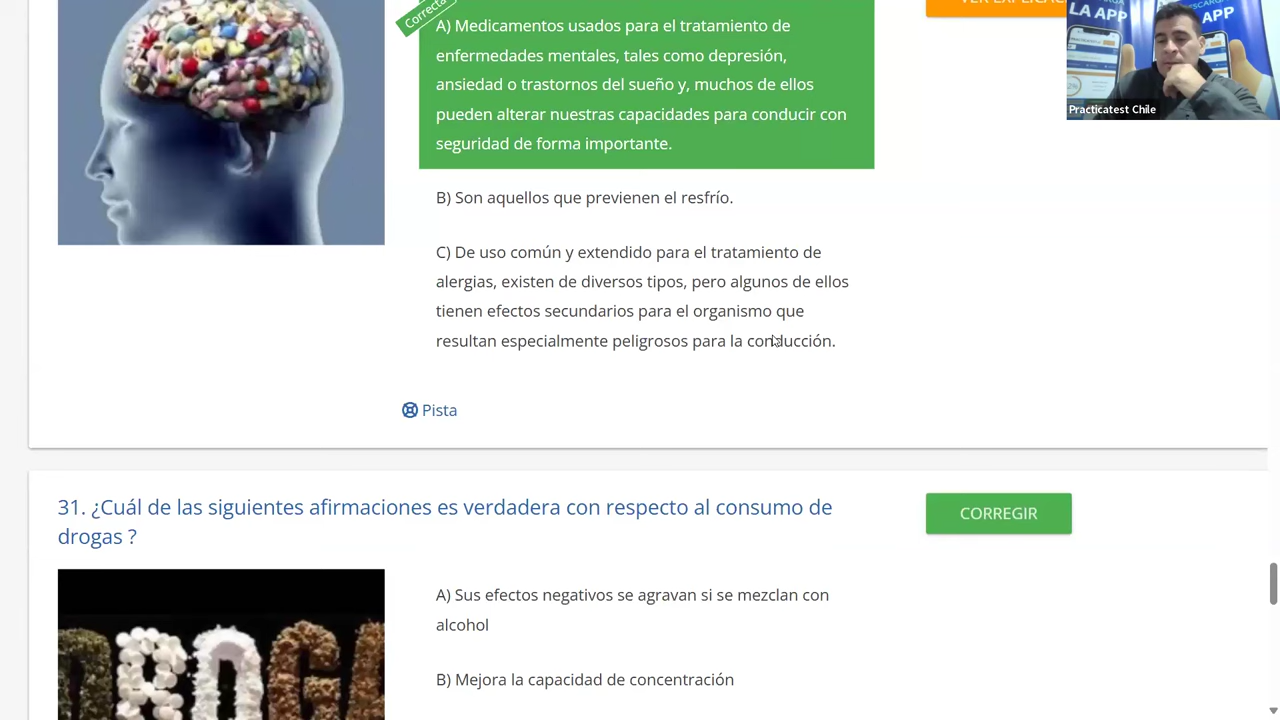 Correcta
A) Medicamentos usados para el tratamiento de
enfermedades mentales, tales como depresión,
ansiedad o trastornos del sueño y, muchos de ellos
pueden alterar nuestras capacidades para conducir con
seguridad de forma importante.
B) Son aquellos que previenen el resfrío.
C) De uso común y extendido para el tratamiento de
alergias, existen de diversos tipos, pero algunos de ellos
tienen efectos secundarios para el organismo que
resultan especialmente peligrosos para la conducción.
Pista
LA APP
APP
Practicatest Chile
31. ¿Cuál de las siguientes afirmaciones es verdadera con respecto al consumo de
drogas ?
CORREGIR
A) Sus efectos negativos se agravan si se mezclan con
alcohol
B) Mejora la capacidad de concentración